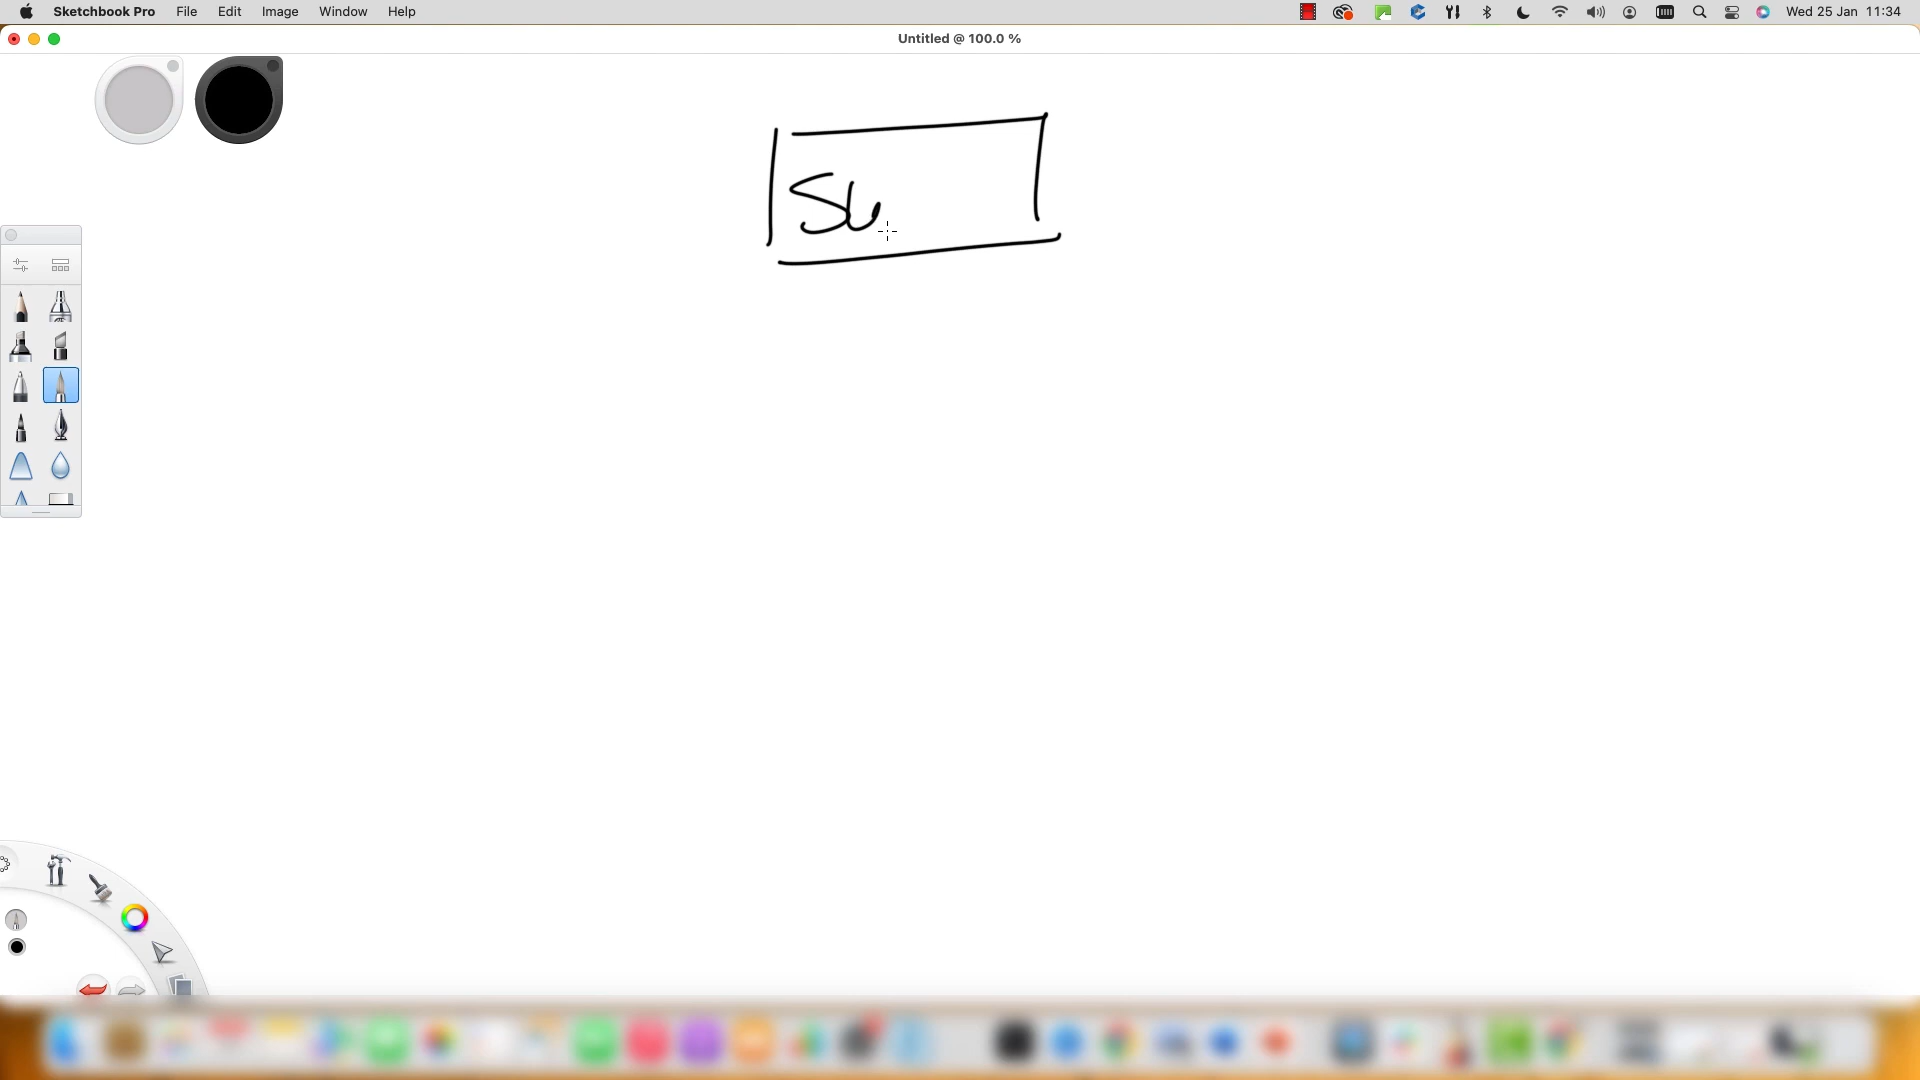 Sketchbook Pro File Edit Image Window Help Wed 25 Jan 11:34
Untitled @ 100.0 %
Su